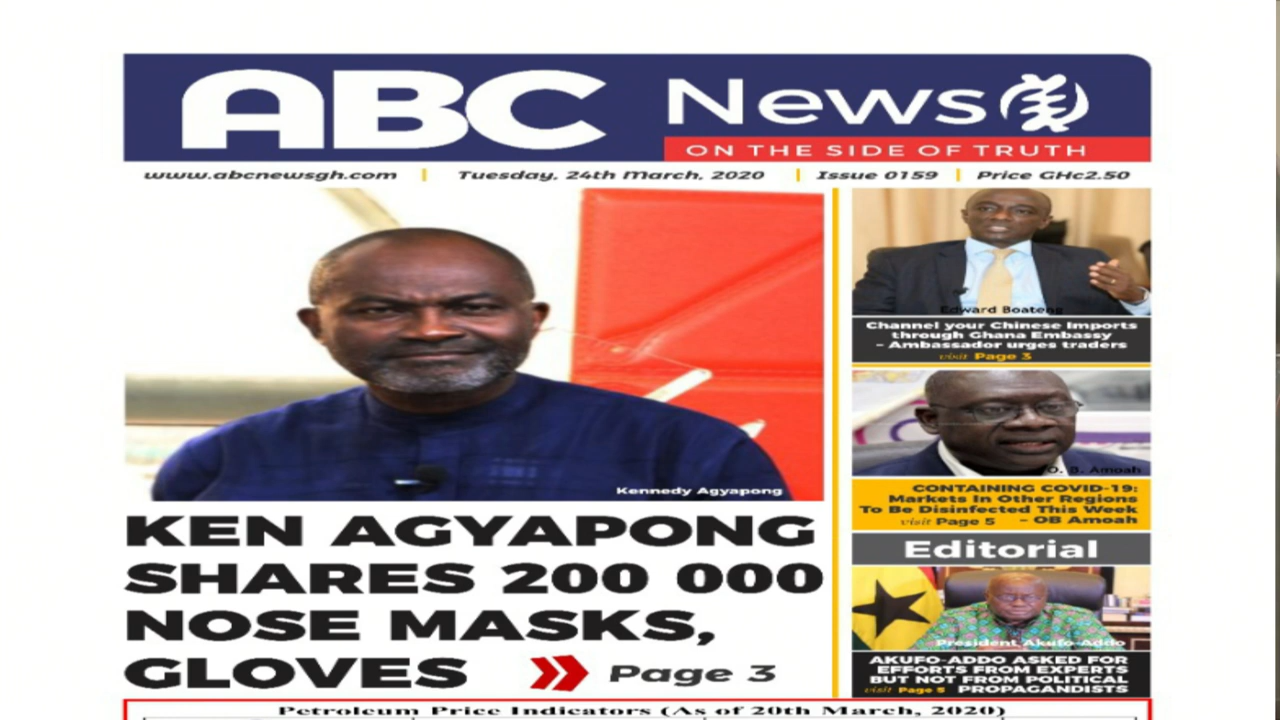 ABC News
ON THE SIDE OF TRUTH
www.abcnewsgh.com | Tuesday, 24th March, 2020 | Issue 0159 | Price GHc2.50
Kennedy Agyapong
KEN AGYAPONG
SHARES 200 000
NOSE MASKS,
GLOVES
Page 3
Edward Boateng
Channel your Chinese Imports
through Ghana Embassy
– Ambassador urges traders
visit Page 3
O. B. Amoah
CONTAINING COVID-19:
Markets In Other Regions
To Be Disinfected This Week
visit Page 5 – OB Amoah
Editorial
President Akufo-Addo
AKUFO-ADDO ASKED FOR
EFFORTS FROM EXPERTS
BUT NOT FROM POLITICAL
visit Page 5 PROPAGANDISTS
Petroleum Price Indicators (As of 20th March, 2020)